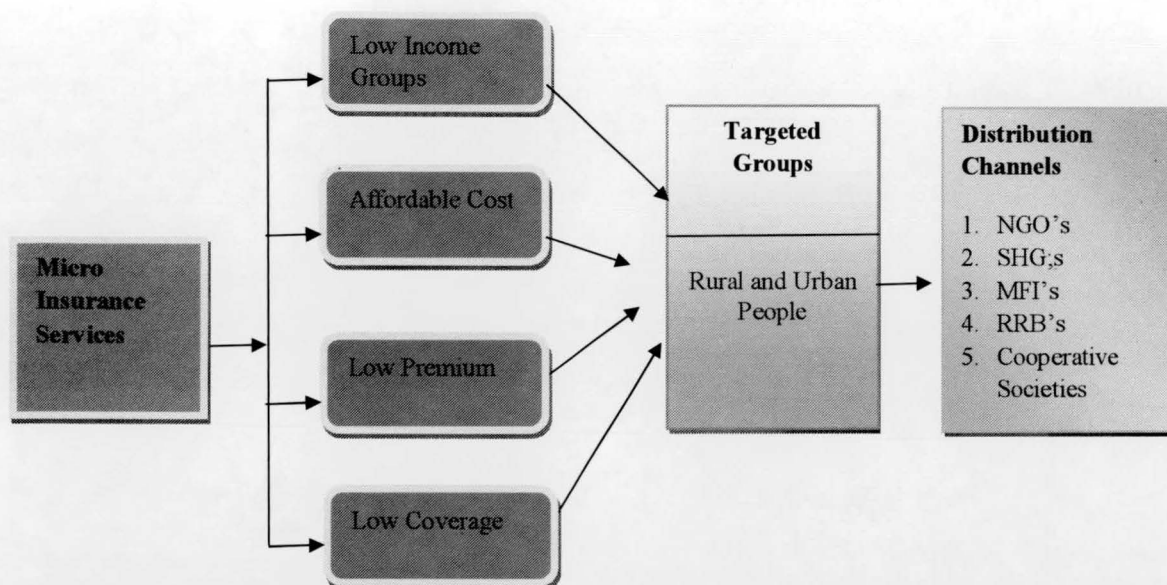 Low Income
Groups
Affordable Cost
Micro
Insurance
Services
Low Premium
Low Coverage
Targeted
Groups
Rural and Urban
People
Distribution
Channels
1. NGO's
2. SHG;s
3. MFI's
4. RRB's
5. Cooperative
Societies